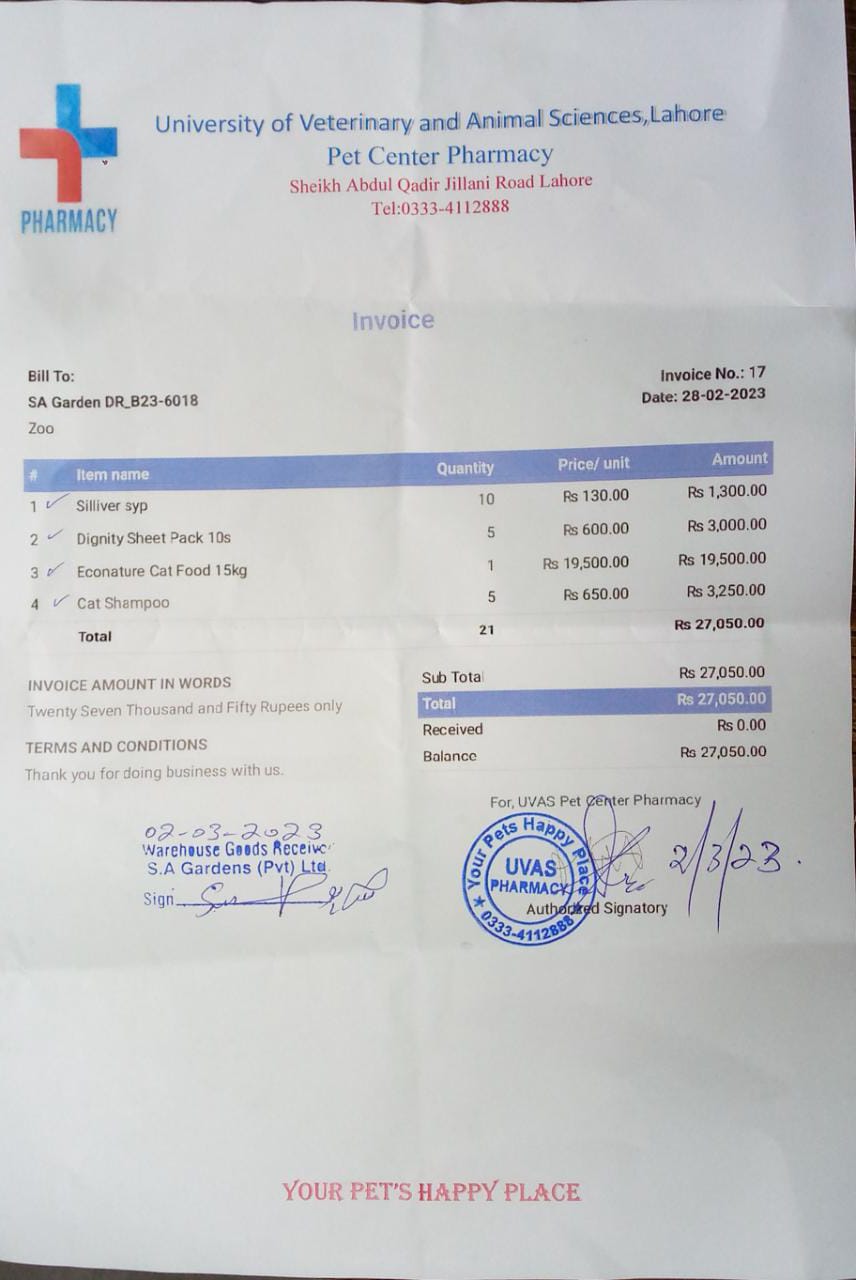 PHARMACY
University of Veterinary and Animal Sciences,Lahore
Pet Center Pharmacy
Sheikh Abdul Qadir Jillani Road Lahore
Tel:0333-4112888
Invoice
Bill To:
SA Garden DR_B23-6018
Zoo
Invoice No.: 17
Date: 28-02-2023
# Item name Quantity Price/ unit Amount
1 Silliver syp 10 Rs 130.00 Rs 1,300.00
2 Dignity Sheet Pack 10s 5 Rs 600.00 Rs 3,000.00
3 Econature Cat Food 15kg 1 Rs 19,500.00 Rs 19,500.00
4 Cat Shampoo 5 Rs 650.00 Rs 3,250.00
Total 21 Rs 27,050.00
INVOICE AMOUNT IN WORDS
Twenty Seven Thousand and Fifty Rupees only
TERMS AND CONDITIONS
Thank you for doing business with us.
Sub Total Rs 27,050.00
Total Rs 27,050.00
Received Rs 0.00
Balance Rs 27,050.00
02-03-2023
Warehouse Goods Receive
S.A Gardens (Pvt) Ltd.
Sign
For, UVAS Pet Center Pharmacy
Your Pets Happy Place
UVAS
PHARMACY
0333-4112888
2/3/23.
Authorized Signatory
YOUR PET'S HAPPY PLACE